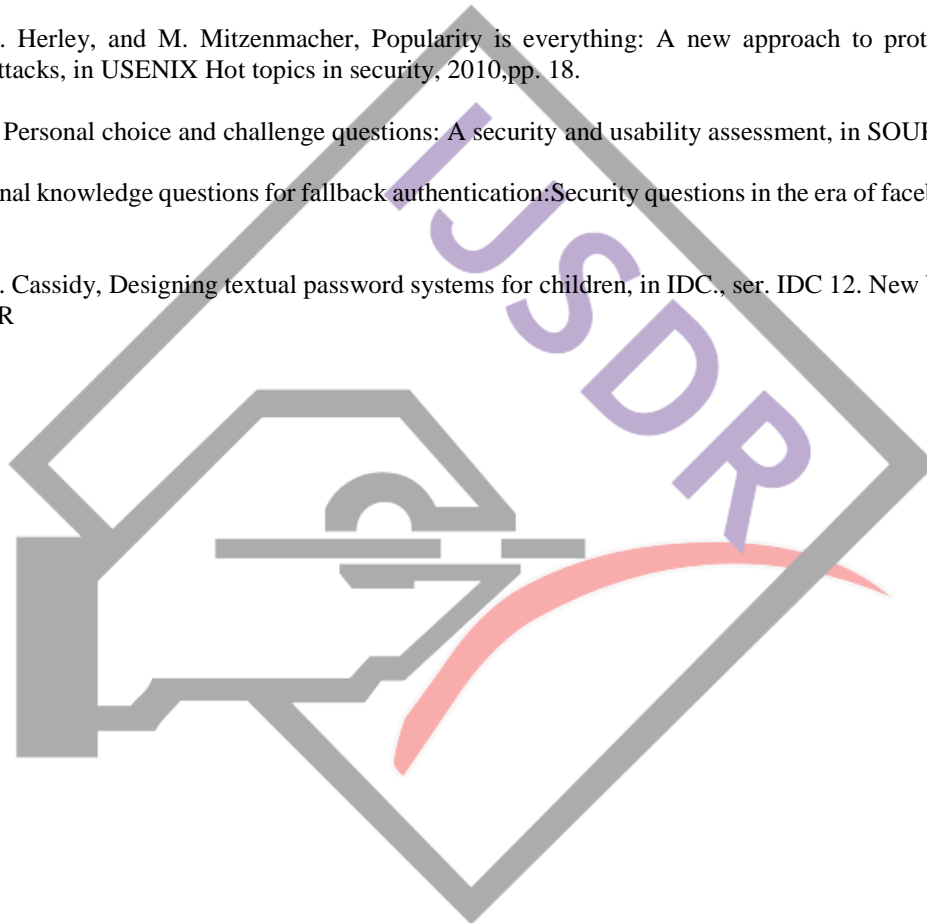 . Herley, and M. Mitzenmacher, Popularity is everything: A new approach to prot
ttacks, in USENIX Hot topics in security, 2010,pp. 18.
Personal choice and challenge questions: A security and usability assessment, in SOU
nal knowledge questions for fallback authentication:Security questions in the era of faceb
. Cassidy, Designing textual password systems for children, in IDC., ser. IDC 12. New
R
IJSDR